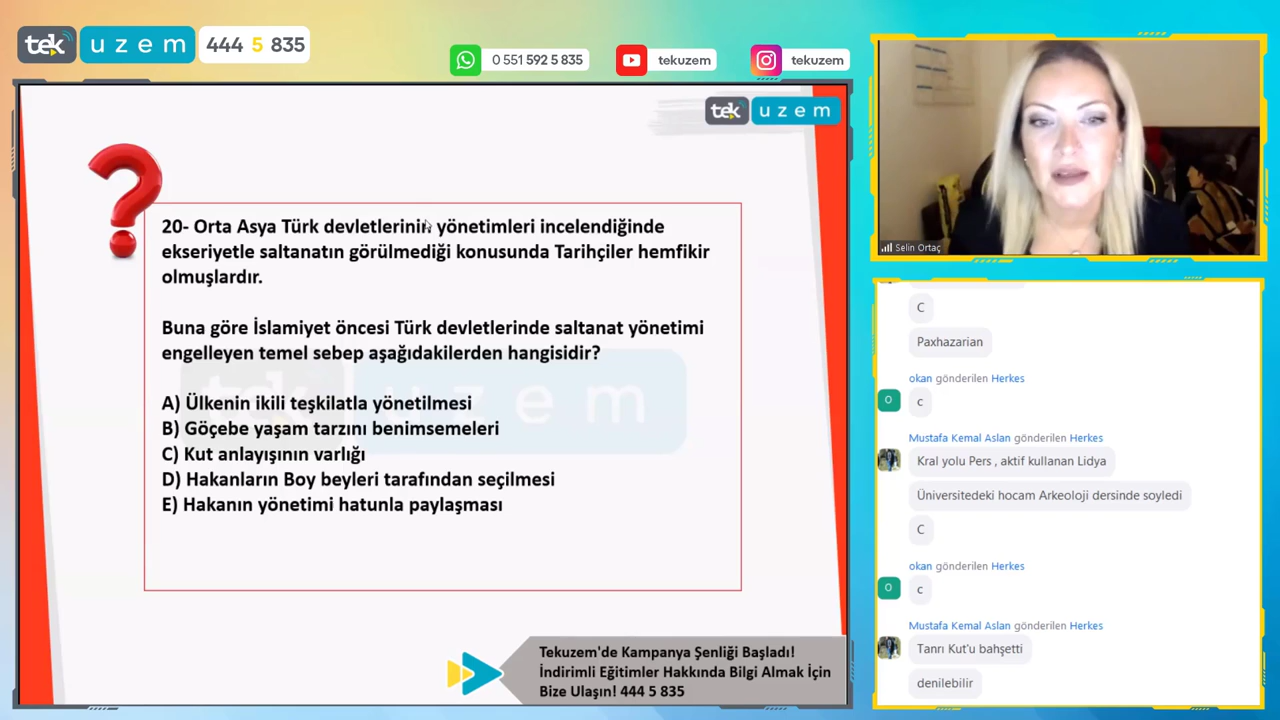 tek uzem 444 5 835
0 551 592 5 835
tekuzem
tekuzem
tek uzem
20- Orta Asya Türk devletlerinin yönetimleri incelendiğinde
ekseriyetle saltanatın görülmediği konusunda Tarihçiler hemfikir
olmuşlardır.
Buna göre İslamiyet öncesi Türk devletlerinde saltanat yönetimi
engelleyen temel sebep aşağıdakilerden hangisidir?
A) Ülkenin ikili teşkilatla yönetilmesi
B) Göçebe yaşam tarzını benimsemeleri
C) Kut anlayışının varlığı
D) Hakanların Boy beyleri tarafından seçilmesi
E) Hakanın yönetimi hatunla paylaşması
tek uzem
Tekuzem'de Kampanya Şenliği Başladı!
İndirimli Eğitimler Hakkında Bilgi Almak İçin
Bize Ulaşın! 444 5 835
Selin Ortaç
C
Paxhazarian
okan gönderilen Herkes
O
c
Mustafa Kemal Aslan gönderilen Herkes
Kral yolu Pers , aktif kullanan Lidya
Üniversitedeki hocam Arkeoloji dersinde soyledi
C
okan gönderilen Herkes
O
c
Mustafa Kemal Aslan gönderilen Herkes
Tanrı Kut'u bahşetti
denilebilir